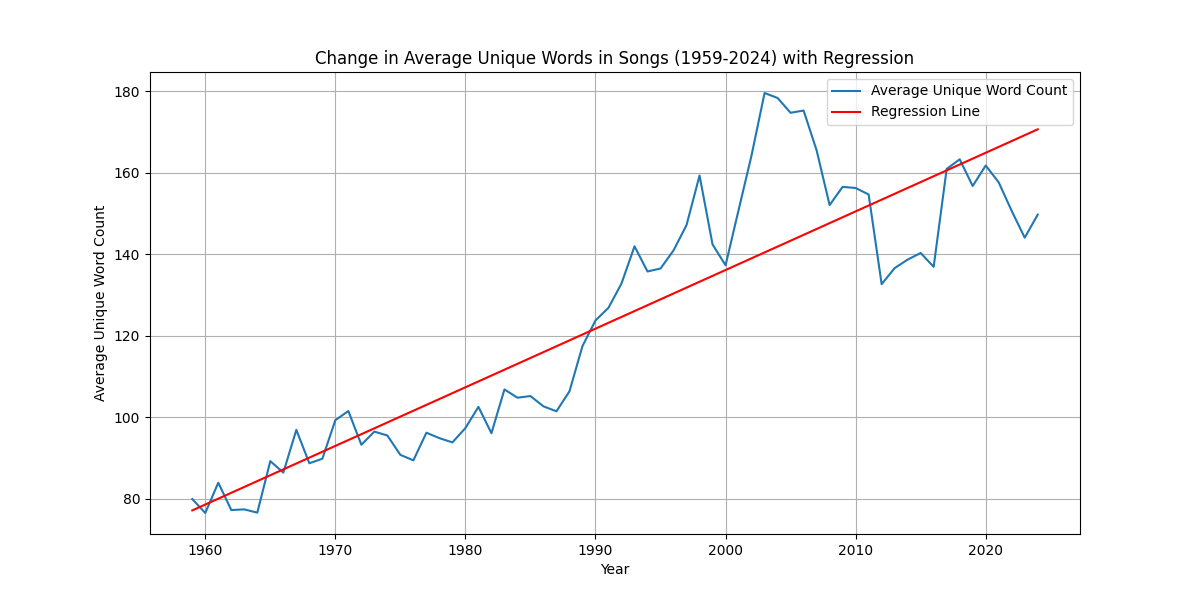 Change in Average Unique Words in Songs (1959-2024) with Regression
Average Unique Word Count
Regression Line
180
160
140
120
100
80
Average Unique Word Count
1960 1970 1980 1990 2000 2010 2020
Year